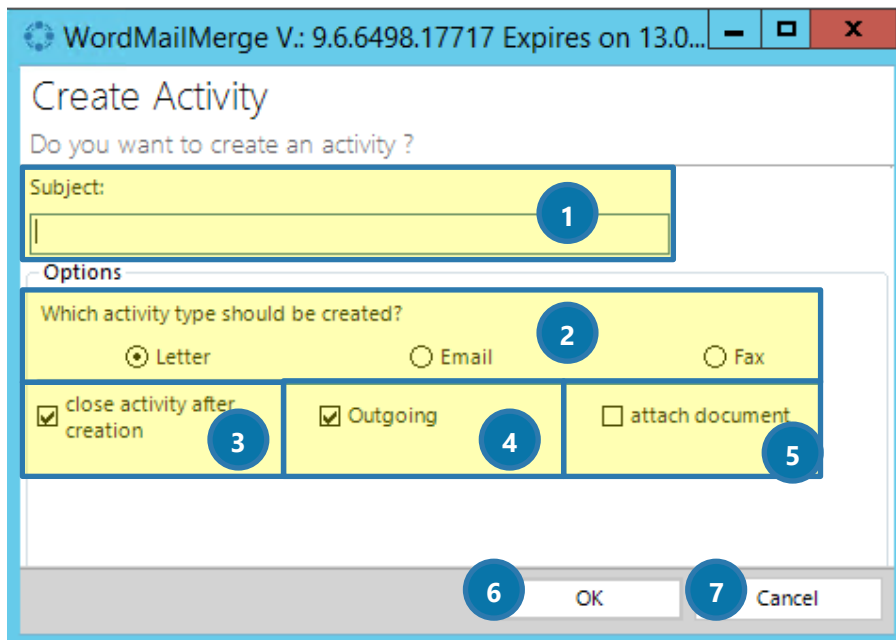 WordMailMerge V.: 9.6.6498.17717 Expires on 13.0...
Create Activity
Do you want to create an activity ?
Subject:
1
Options
Which activity type should be created?
2
Letter Email Fax
close activity after
creation
3
Outgoing
4
attach document
5
6 OK 7 Cancel